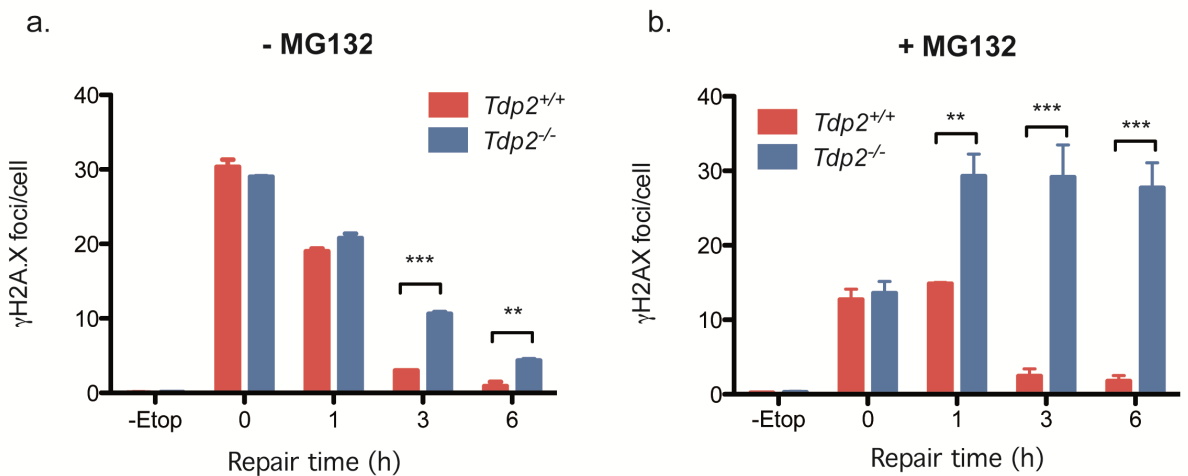 a.
- MG132
Tdp2+/+
Tdp2-/-
γH2A.X foci/cell
40
30
20
10
0
***
**
-Etop 0 1 3 6
Repair time (h)
b.
+ MG132
Tdp2+/+
Tdp2-/-
γH2AX foci/cell
40
30
20
10
0
** *** ***
-Etop 0 1 3 6
Repair time (h)